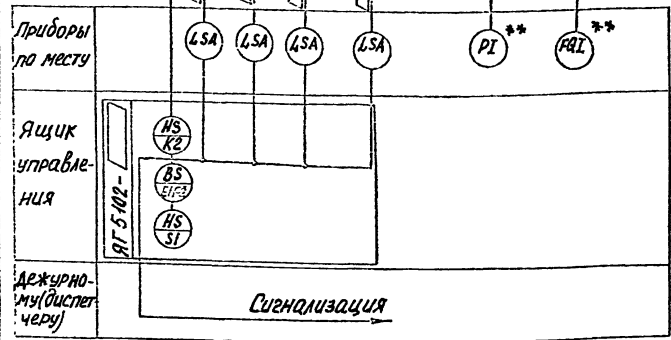 Приборы
по месту
LSA
LSA
LSA
LSA
PI **
FQI **
Ящик
управле-
ния
ЯГ5102-
HS
K2
BS
HS
S1
Дежурно-
му(диспет-
черу)
Сигнализация